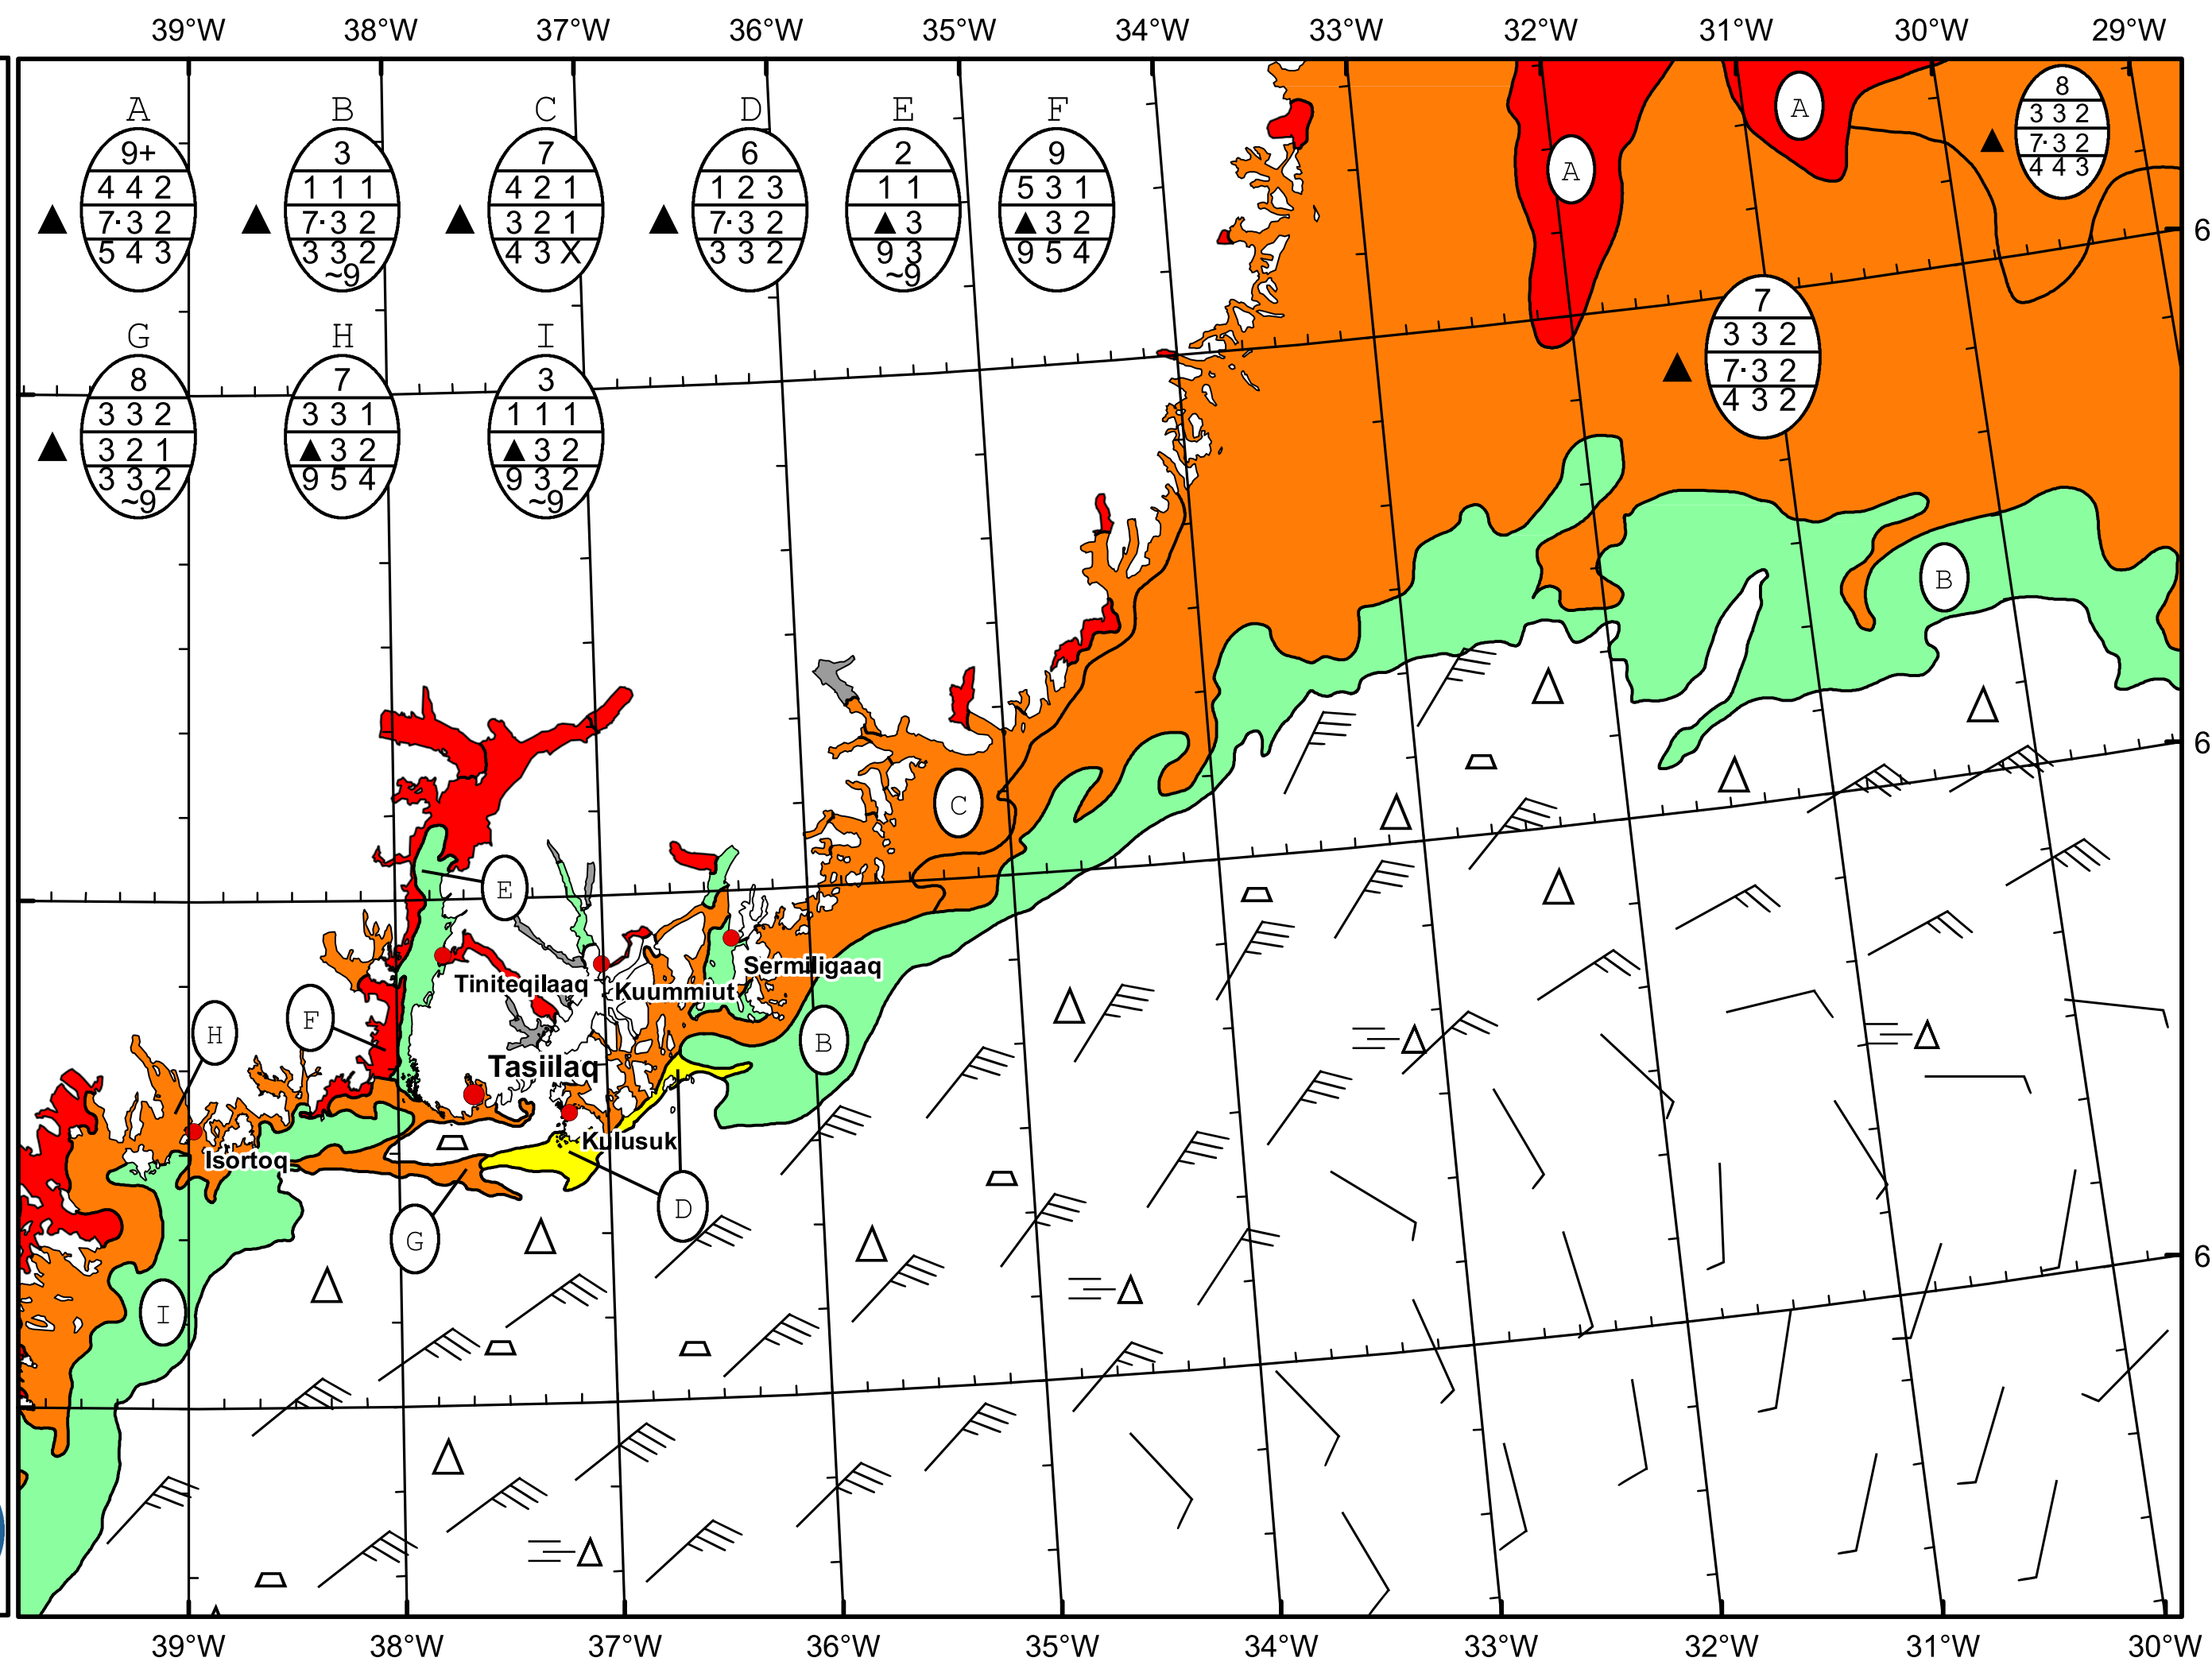 39°W 38°W 37°W 36°W 35°W 34°W 33°W 32°W 31°W 30°W 29°W
A B C D E F
9+ 3 7 6 2 9
4 4 2 1 1 1 4 2 1 1 2 3 1 1 5 3 1
▲ 7·3 2 ▲ 7·3 2 ▲ 3 2 1 ▲ 7·3 2 ▲ 3 ▲ 3 2
5 4 3 3 3 2 4 3 X 3 3 2 9 3 9 5 4
~9 ~9
A
A
8
3 3 2
▲ 7·3 2
4 4 3
6
G H I
8 7 3
3 3 2 3 3 1 1 1 1
▲ 3 2 1 ▲ 3 2 ▲ 3 2
3 3 2 9 5 4 9 3 2
~9 ~9
7
3 3 2
▲ 7·3 2
4 3 2
B
6
C
E
Sermiligaaq
Tiniteqilaaq
Kuummiut
F
H
B
Tasiilaq
Kulusuk
Isortoq
D
G
6
I
39°W 38°W 37°W 36°W 35°W 34°W 33°W 32°W 31°W 30°W